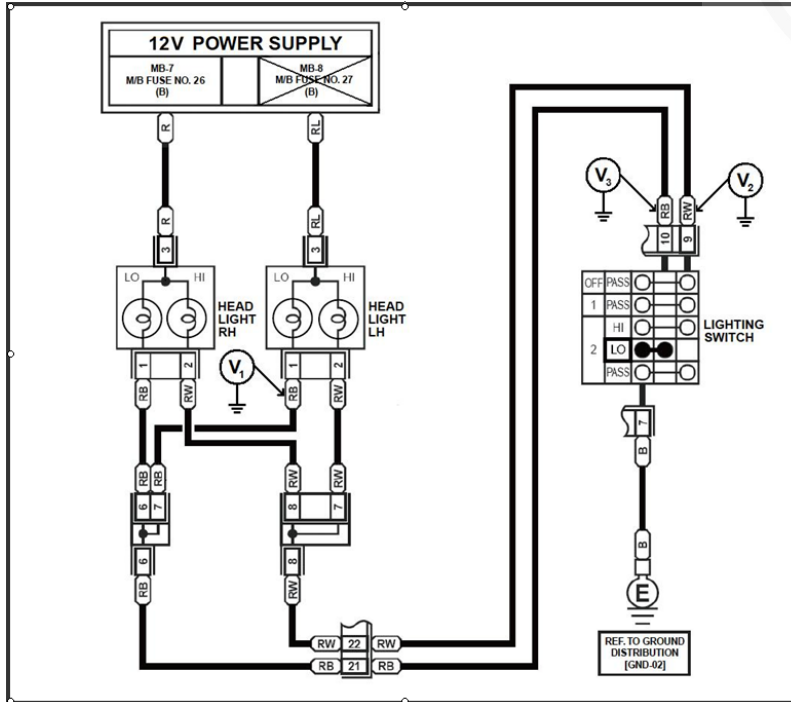 12V POWER SUPPLY
MB-7
M/B FUSE NO. 26
(B)
MB-8
M/B FUSE NO. 27
(B)
R
RL
R
RL
3
3
LO
HI
LO
HI
HEAD
LIGHT
RH
HEAD
LIGHT
LH
1
2
1
2
V1
RB
RW
RB
RW
RB
RB
RW
RW
6
7
8
7
6
8
RB
RW
RW
22
RW
RB
21
RB
V3
V2
RB
RW
10
9
OFF
PASS
1
PASS
HI
2
LO
PASS
LIGHTING
SWITCH
7
B
B
E
REF. TO GROUND
DISTRIBUTION
[GND-02]